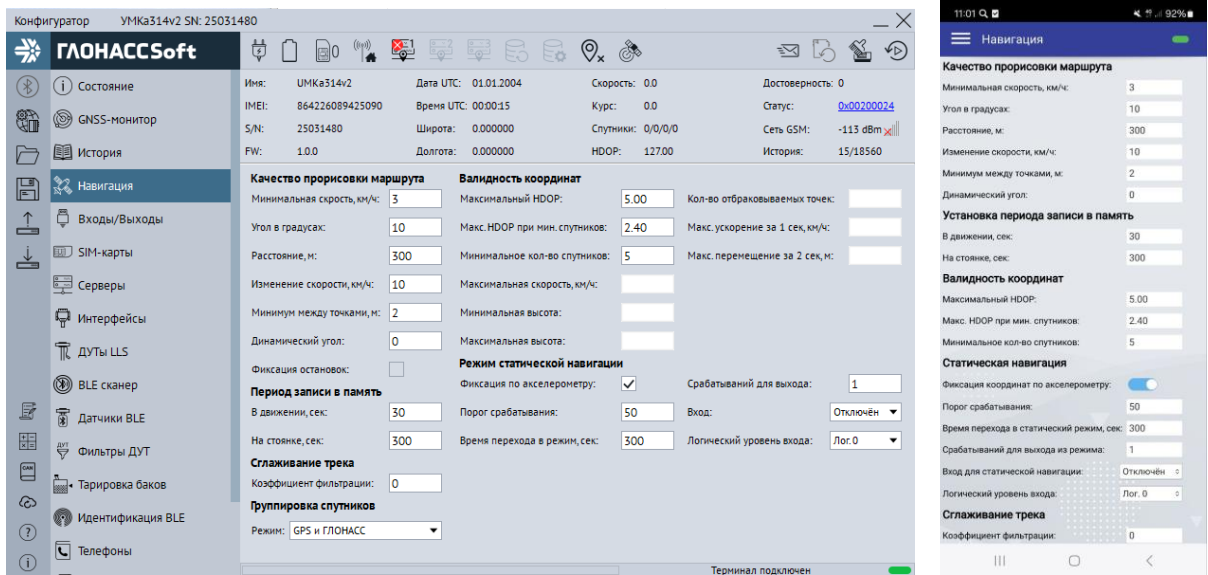 Конфигуратор УМКа314v2 SN: 25031480
ГЛОНАССSoft
0
Состояние
GNSS-монитор
История
Навигация
Входы/Выходы
SIM-карты
Серверы
Интерфейсы
ДУТы LLS
BLE сканер
Датчики BLE
Фильтры ДУТ
Тарировка баков
Идентификация BLE
Телефоны
Имя: УМКа314v2 Дата UTC: 01.01.2004 Скорость: 0.0 Достоверность: 0
IMEI: 864226089425090 Время UTC: 00:00:15 Курс: 0.0 Статус: 0x00200024
S/N: 25031480 Широта: 0.000000 Спутники: 0/0/0/0 Сеть GSM: -113 dBm
FW: 1.0.0 Долгота: 0.000000 HDOP: 127.00 История: 15/18560
Качество прорисовки маршрута Валидность координат
Минимальная скрость, км/ч: 3 Максимальный HDOP: 5.00 Кол-во отбраковываемых точек:
Угол в градусах: 10 Макс. HDOP при мин. спутников: 2.40 Макс. ускорение за 1 сек, км/ч:
Расстояние, м: 300 Минимальное кол-во спутников: 5 Макс. перемещение за 2 сек, м:
Изменение скорости, км/ч: 10 Максимальная скорость, км/ч:
Минимум между точками, м: 2 Минимальная высота:
Динамический угол: 0 Максимальная высота:
Фиксация остановок: Режим статической навигации
Фиксация по акселерометру: Срабатываний для выхода: 1
Период записи в память
В движении, сек: 30 Порог срабатывания: 50 Вход: Отключён
На стоянке, сек: 300 Время перехода в режим, сек: 300 Логический уровень входа: Лог.0
Сглаживание трека
Коэффициент фильтрации: 0
Группировка спутников
Режим: GPS и ГЛОНАСС
Терминал подключен
11:01 92%
Навигация
Качество прорисовки маршрута
Минимальная скорость, км/ч: 3
Угол в градусах: 10
Расстояние, м: 300
Изменение скорости, км/ч: 10
Минимум между точками, м: 2
Динамический угол: 0
Установка периода записи в память
В движении, сек: 30
На стоянке, сек: 300
Валидность координат
Максимальный HDOP: 5.00
Макс. HDOP при мин. спутников: 2.40
Минимальное кол-во спутников: 5
Статическая навигация
Фиксация координат по акселерометру:
Порог срабатывания: 50
Время перехода в статический режим, сек: 300
Срабатываний для выхода из режима: 1
Вход для статической навигации: Отключён
Логический уровень входа: Лог. 0
Сглаживание трека
Коэффициент фильтрации: 0